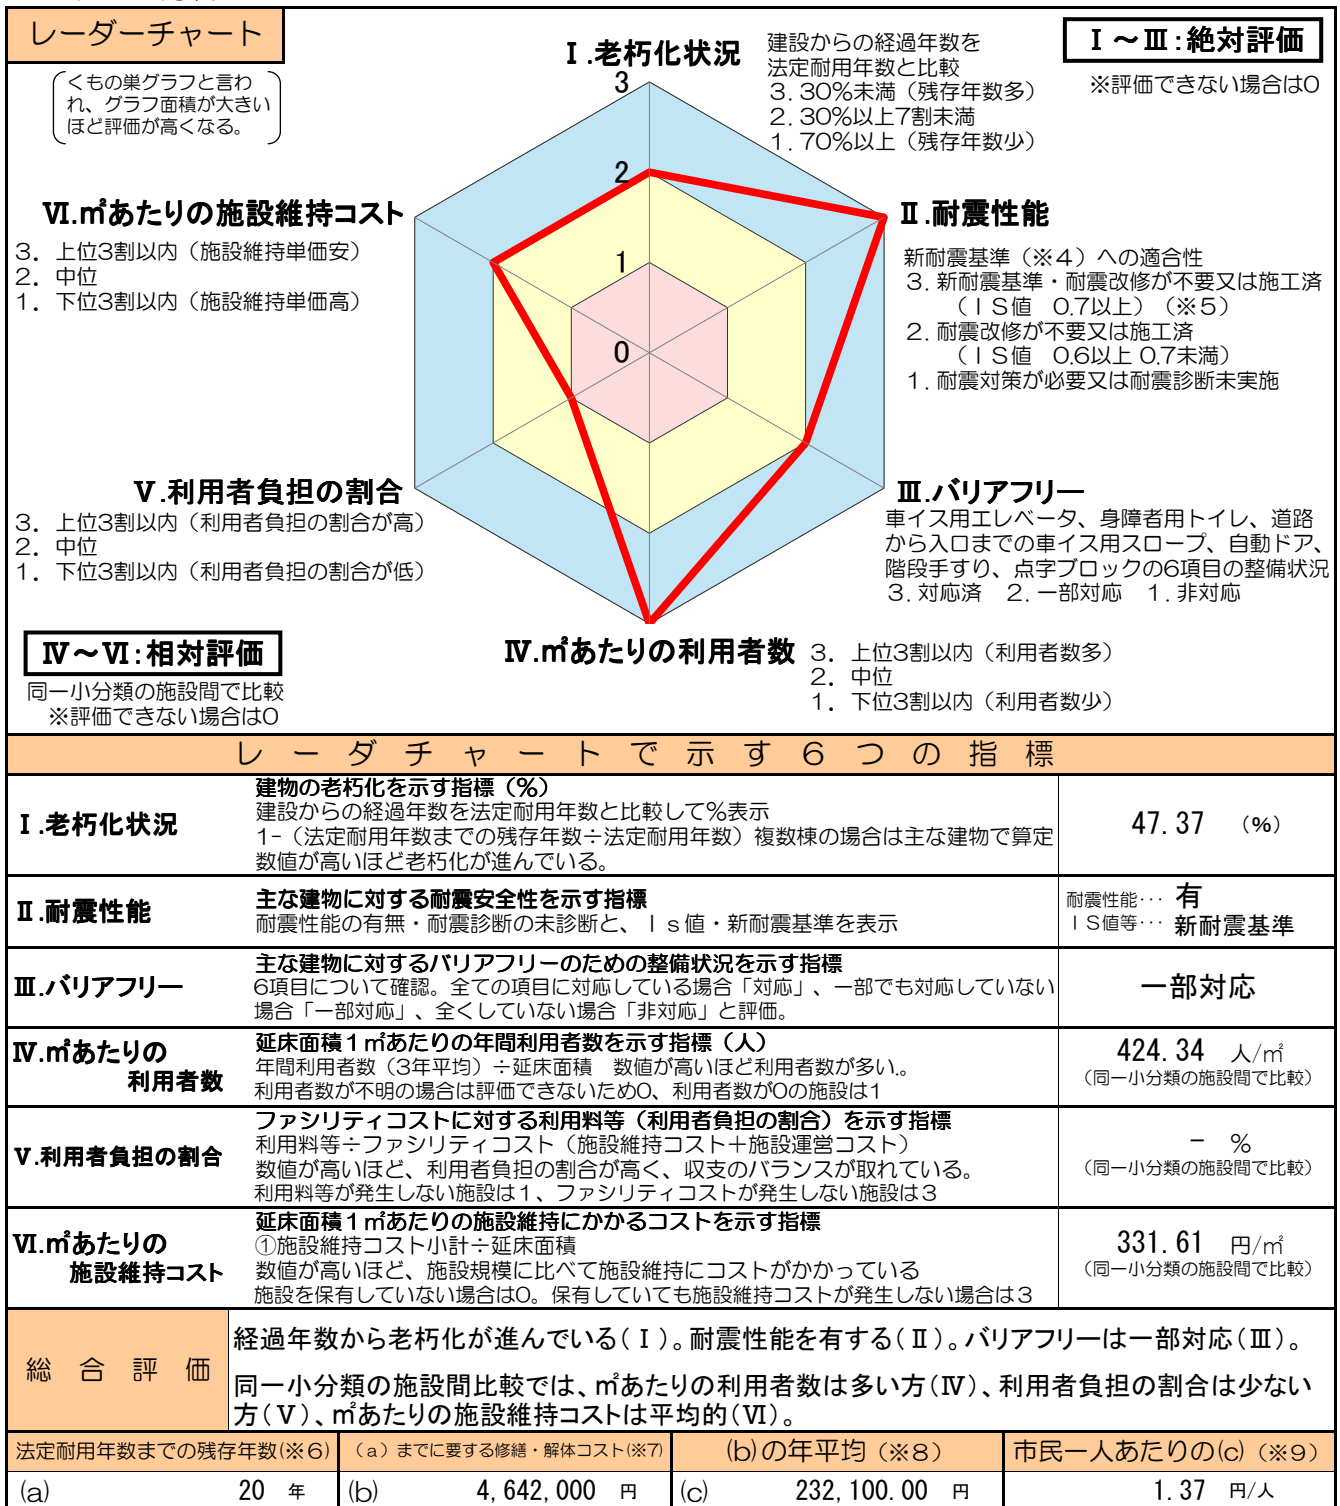 レーダーチャート
くもの巣グラフと言わ
れ、グラフ面積が大きい
ほど評価が高くなる。
Ⅰ～Ⅲ:絶対評価
※評価できない場合は0
Ⅰ.老朽化状況
建設からの経過年数を
法定耐用年数と比較
3. 30%未満（残存年数多）
2. 30%以上7割未満
1. 70%以上（残存年数少）
3
2
1
0
Ⅱ.耐震性能
新耐震基準（※4）への適合性
3. 新耐震基準・耐震改修が不要又は施工済
（ＩＳ値　0.7以上）（※5）
2. 耐震改修が不要又は施工済
（ＩＳ値　0.6以上 0.7未満）
1. 耐震対策が必要又は耐震診断未実施
Ⅵ.㎡あたりの施設維持コスト
3. 上位3割以内（施設維持単価安）
2. 中位
1. 下位3割以内（施設維持単価高）
Ⅴ.利用者負担の割合
3. 上位3割以内（利用者負担の割合が高）
2. 中位
1. 下位3割以内（利用者負担の割合が低）
Ⅲ.バリアフリー
車イス用エレベータ、身障者用トイレ、道路
から入口までの車イス用スロープ、自動ドア、
階段手すり、点字ブロックの6項目の整備状況
3. 対応済　2. 一部対応　1. 非対応
Ⅳ～Ⅵ:相対評価
同一小分類の施設間で比較
※評価できない場合は0
Ⅳ.㎡あたりの利用者数
3. 上位3割以内（利用者数多）
2. 中位
1. 下位3割以内（利用者数少）
レーダチャートで示す６つの指標
Ⅰ.老朽化状況
建物の老朽化を示す指標（%）
建設からの経過年数を法定耐用年数と比較して%表示
1-（法定耐用年数までの残存年数÷法定耐用年数）複数棟の場合は主な建物で算定
数値が高いほど老朽化が進んでいる。
47.37 （%）
Ⅱ.耐震性能
主な建物に対する耐震安全性を示す指標
耐震性能の有無・耐震診断の未診断と、Ｉｓ値・新耐震基準を表示
耐震性能… 有
ＩＳ値等… 新耐震基準
Ⅲ.バリアフリー
主な建物に対するバリアフリーのための整備状況を示す指標
6項目について確認。全ての項目に対応している場合「対応」、一部でも対応していない
場合「一部対応」、全くしていない場合「非対応」と評価。
一部対応
Ⅳ.㎡あたりの
利用者数
延床面積１㎡あたりの年間利用者数を示す指標（人）
年間利用者数（3年平均）÷延床面積　数値が高いほど利用者数が多い。
利用者数が不明の場合は評価できないため0、利用者数が0の施設は1
424.34 人/㎡
（同一小分類の施設間で比較）
Ⅴ.利用者負担の割合
ファシリティコストに対する利用料等（利用者負担の割合）を示す指標
利用料等÷ファシリティコスト（施設維持コスト＋施設運営コスト）
数値が高いほど、利用者負担の割合が高く、収支のバランスが取れている。
利用料等が発生しない施設は１、ファシリティコストが発生しない施設は３
- %
（同一小分類の施設間で比較）
Ⅵ.㎡あたりの
施設維持コスト
延床面積１㎡あたりの施設維持にかかるコストを示す指標
①施設維持コスト小計÷延床面積
数値が高いほど、施設規模に比べて施設維持にコストがかかっている
施設を保有していない場合は0。保有していても施設維持コストが発生しない場合は３
331.61 円/㎡
（同一小分類の施設間で比較）
総合評価
経過年数から老朽化が進んでいる(Ⅰ)。耐震性能を有する(Ⅱ)。バリアフリーは一部対応(Ⅲ)。
同一小分類の施設間比較では、㎡あたりの利用者数は多い方(Ⅳ)、利用者負担の割合は少ない
方(Ⅴ)、㎡あたりの施設維持コストは平均的(Ⅵ)。
法定耐用年数までの残存年数(※6)
（a）までに要する修繕・解体コスト(※7)
(b)の年平均（※8）
市民一人あたりの(c)（※9）
(a) 20 年
(b) 4,642,000 円
(c) 232,100.00 円
1.37 円/人